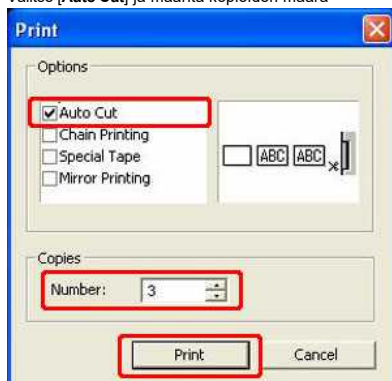 Valitse [Auto Cut] ja määritä kopioiden määrä
Print
Options
Auto Cut
Chain Printing
Special Tape
Mirror Printing
ABC ABC
Copies
Number: 3
Print Cancel